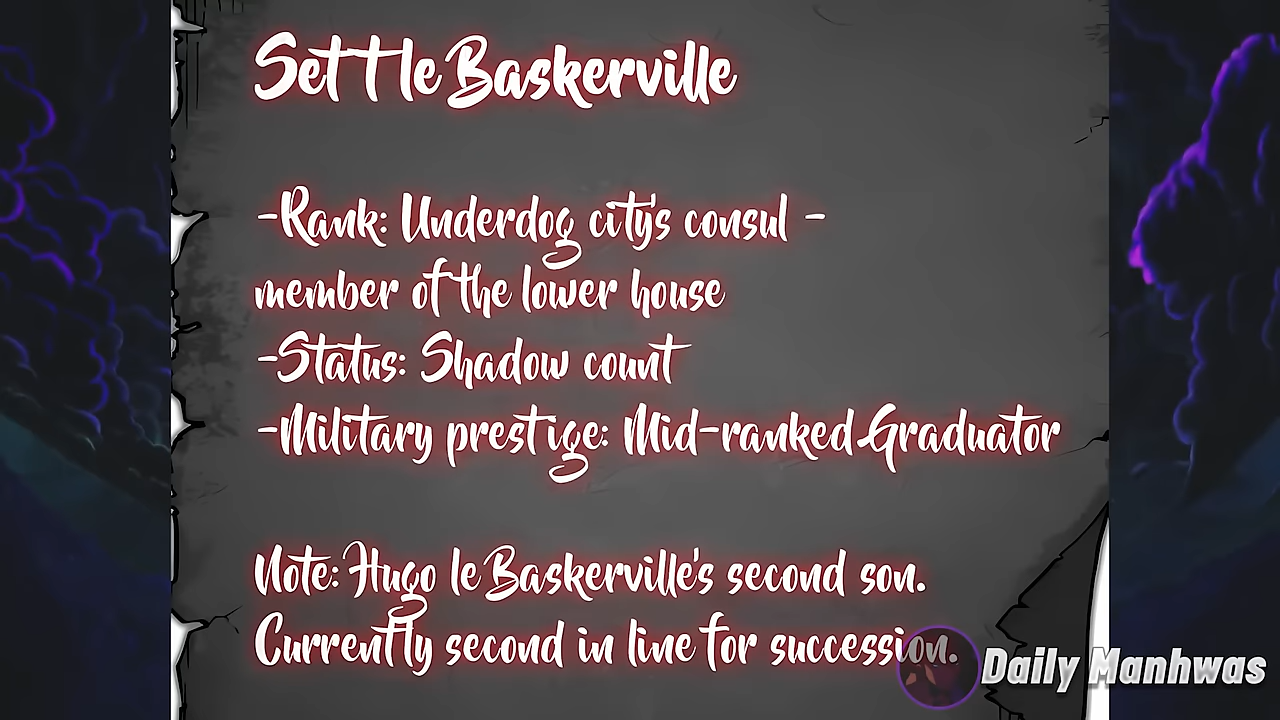 Set T le Baskerville
-Rank: Underdog city's consul -
member of the lower house
-Status: Shadow count
-Military prestige: Mid-ranked Graduator
Note: Hugo le Baskerville's second son.
Currently second in line for succession.
Daily Manhwas